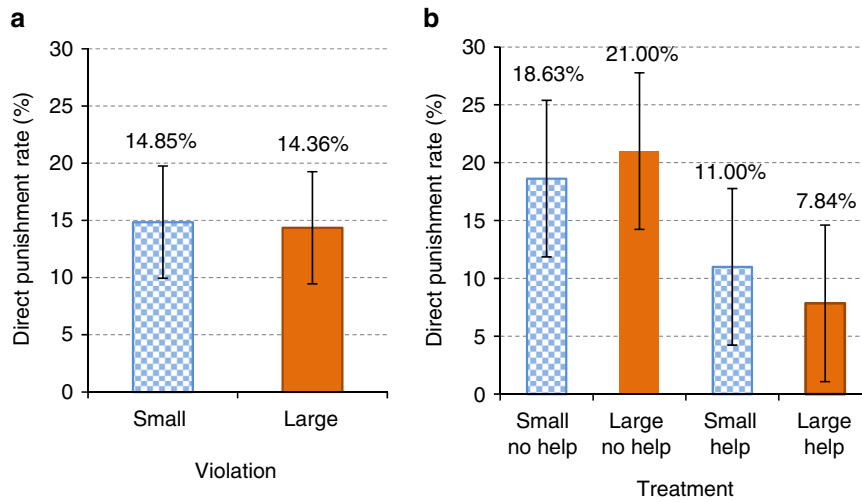 a
Direct punishment rate (%)
30
25
20
15
10
5
0
14.85%
14.36%
Small
Large
Violation
b
Direct punishment rate (%)
30
25
20
15
10
5
0
18.63%
21.00%
11.00%
7.84%
Small
no help
Large
no help
Small
help
Large
help
Treatment